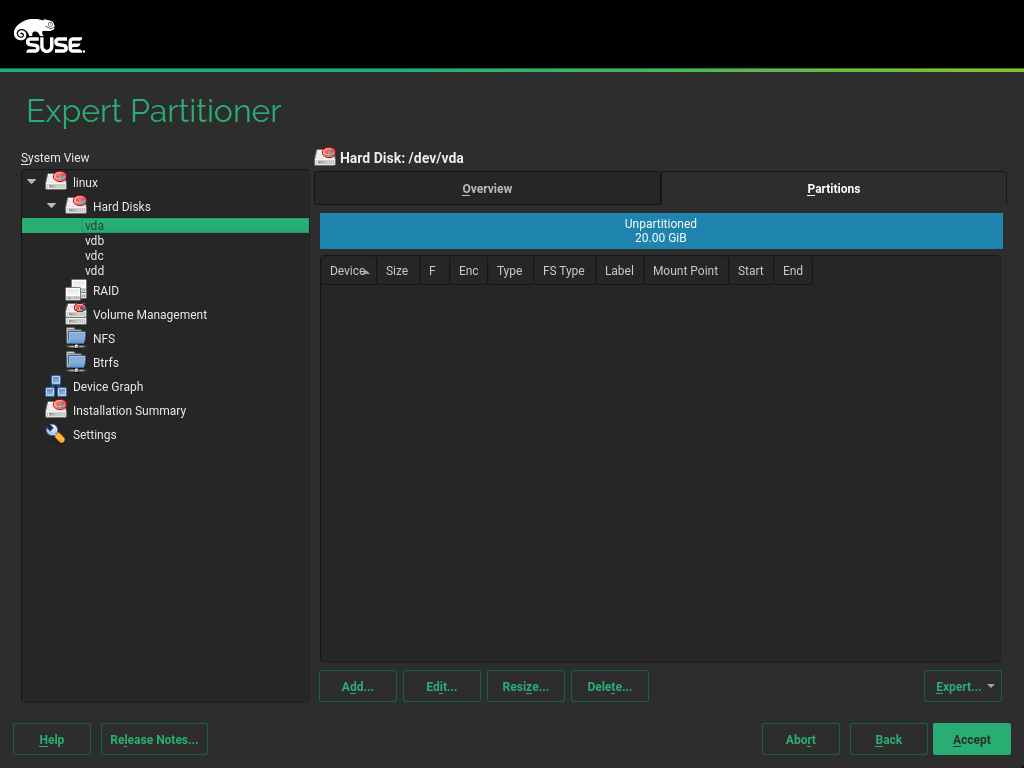 SUSE.
Expert Partitioner
System View
linux
Hard Disks
vda
vdb
vdc
vdd
RAID
Volume Management
NFS
Btrfs
Device Graph
Installation Summary
Settings
Hard Disk: /dev/vda
Overview Partitions
Unpartitioned
20.00 GiB
Device Size F Enc Type FS Type Label Mount Point Start End
Add... Edit... Resize... Delete... Expert...
Help Release Notes... Abort Back Accept